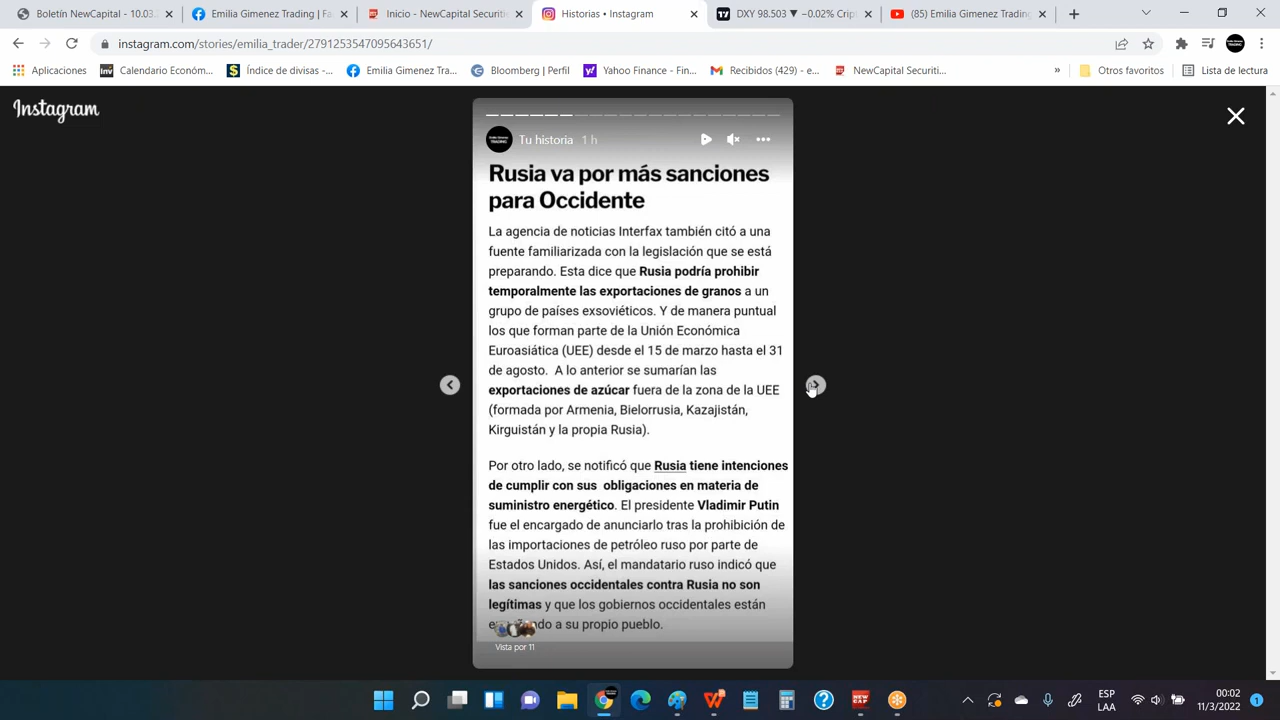 Boletín NewCapital - 10.03.
Emilia Gimenez Trading | Fa
Inicio - NewCapital Securiti
Historias • Instagram
DXY 98.503 ▼ −0.02% Crip
(85) Emilia Gimenez Trading
instagram.com/stories/emilia_trader/2791253547095643651/
Aplicaciones
Calendario Económ...
Índice de divisas -...
Emilia Gimenez Tra...
Bloomberg | Perfil
Yahoo Finance - Fin...
Recibidos (429) - e...
NewCapital Securiti...
»
Otros favoritos
Lista de lectura
Instagram
Tu historia 1 h
Rusia va por más sanciones
para Occidente
La agencia de noticias Interfax también citó a una
fuente familiarizada con la legislación que se está
preparando. Esta dice que Rusia podría prohibir
temporalmente las exportaciones de granos a un
grupo de países exsoviéticos. Y de manera puntual
los que forman parte de la Unión Económica
Euroasiática (UEE) desde el 15 de marzo hasta el 31
de agosto. A lo anterior se sumarían las
exportaciones de azúcar fuera de la zona de la UEE
(formada por Armenia, Bielorrusia, Kazajistán,
Kirguistán y la propia Rusia).
Por otro lado, se notificó que Rusia tiene intenciones
de cumplir con sus obligaciones en materia de
suministro energético. El presidente Vladimir Putin
fue el encargado de anunciarlo tras la prohibición de
las importaciones de petróleo ruso por parte de
Estados Unidos. Así, el mandatario ruso indicó que
las sanciones occidentales contra Rusia no son
legítimas y que los gobiernos occidentales están
a su propio pueblo.
Vista por 11
ESP
LAA
00:02
11/3/2022